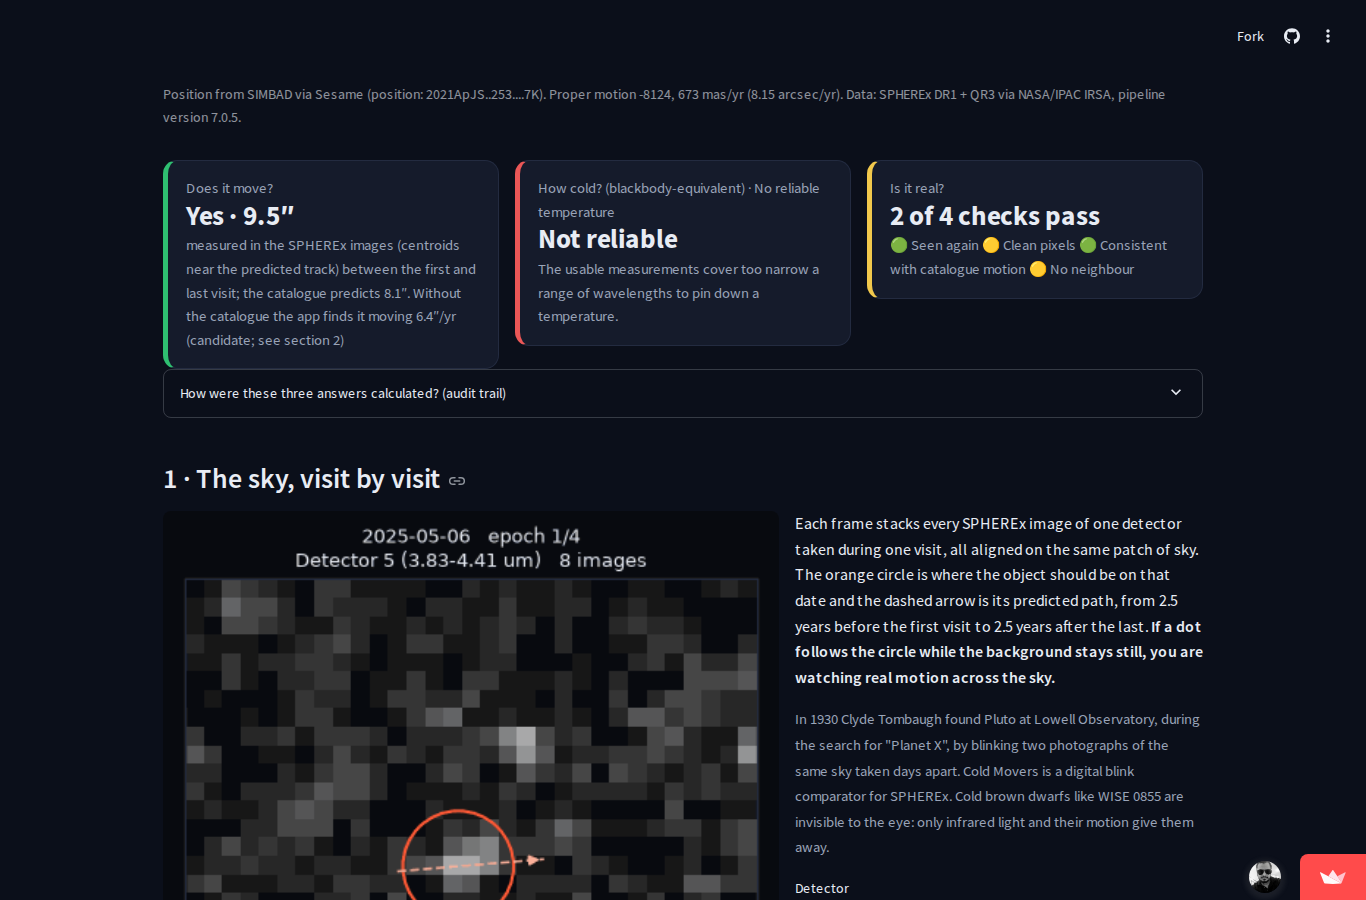 Fork
Position from SIMBAD via Sesame (position: 2021ApJS..253....7K). Proper motion -8124, 673 mas/yr (8.15 arcsec/yr). Data: SPHEREx DR1 + QR3 via NASA/IPAC IRSA, pipeline
version 7.0.5.
Does it move?
Yes · 9.5″
measured in the SPHEREx images (centroids
near the predicted track) between the first and
last visit; the catalogue predicts 8.1″. Without
the catalogue the app finds it moving 6.4″/yr
(candidate; see section 2)
How cold? (blackbody-equivalent) · No reliable
temperature
Not reliable
The usable measurements cover too narrow a
range of wavelengths to pin down a
temperature.
Is it real?
2 of 4 checks pass
Seen again Clean pixels Consistent
with catalogue motion No neighbour
How were these three answers calculated? (audit trail)
1 · The sky, visit by visit
2025-05-06 epoch 1/4
Detector 5 (3.83-4.41 um) 8 images
Each frame stacks every SPHEREx image of one detector
taken during one visit, all aligned on the same patch of sky.
The orange circle is where the object should be on that
date and the dashed arrow is its predicted path, from 2.5
years before the first visit to 2.5 years after the last. If a dot
follows the circle while the background stays still, you are
watching real motion across the sky.
In 1930 Clyde Tombaugh found Pluto at Lowell Observatory, during
the search for "Planet X", by blinking two photographs of the
same sky taken days apart. Cold Movers is a digital blink
comparator for SPHEREx. Cold brown dwarfs like WISE 0855 are
invisible to the eye: only infrared light and their motion give them
away.
Detector